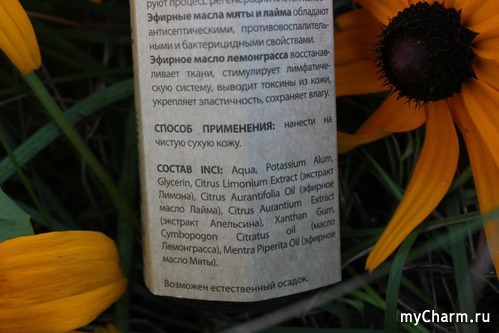 руют процесс регенерации
Эфирные масла мяты и лайма обладают
антисептическими, противовоспалитель-
ными и бактерицидными свойствами.
Эфирное масло лемонграсса восстанав-
ливает ткани, стимулирует лимфатиче-
скую систему, выводит токсины из кожи,
укрепляет эластичность, сохраняет влагу.
СПОСОБ ПРИМЕНЕНИЯ: нанести на
чистую сухую кожу.
СОСТАВ INCI: Aqua, Potassium Alum,
Glycerin, Citrus Limonium Extract (экстракт
Лимона), Citrus Aurantifolia Oil (эфирное
масло Лайма), Citrus Aurantium Extract
(экстракт Апельсина), Xanthan Gum,
Cymbopogon Citratus oil (масло
Лемонграсса), Mentra Piperita Oil (эфирное
масло Мяты).
Возможен естественный осадок.
myCharm.ru